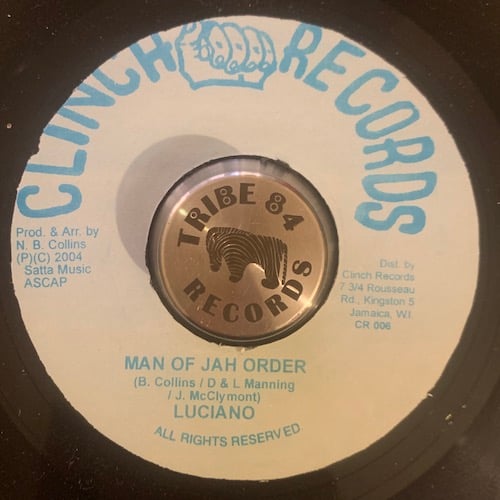 CLINCH RECORDS
Prod. & Arr. by
N. B. Collins
(P)(C) 2004
Satta Music
ASCAP
TRIBE 84
RECORDS
Dist. by
Clinch Records
7 3/4 Rousseau
Rd., Kingston 5
Jamaica, W.I.
CR 006
MAN OF JAH ORDER
(B. Collins / D & L Manning
/ J. McClymont)
LUCIANO
ALL RIGHTS RESERVED